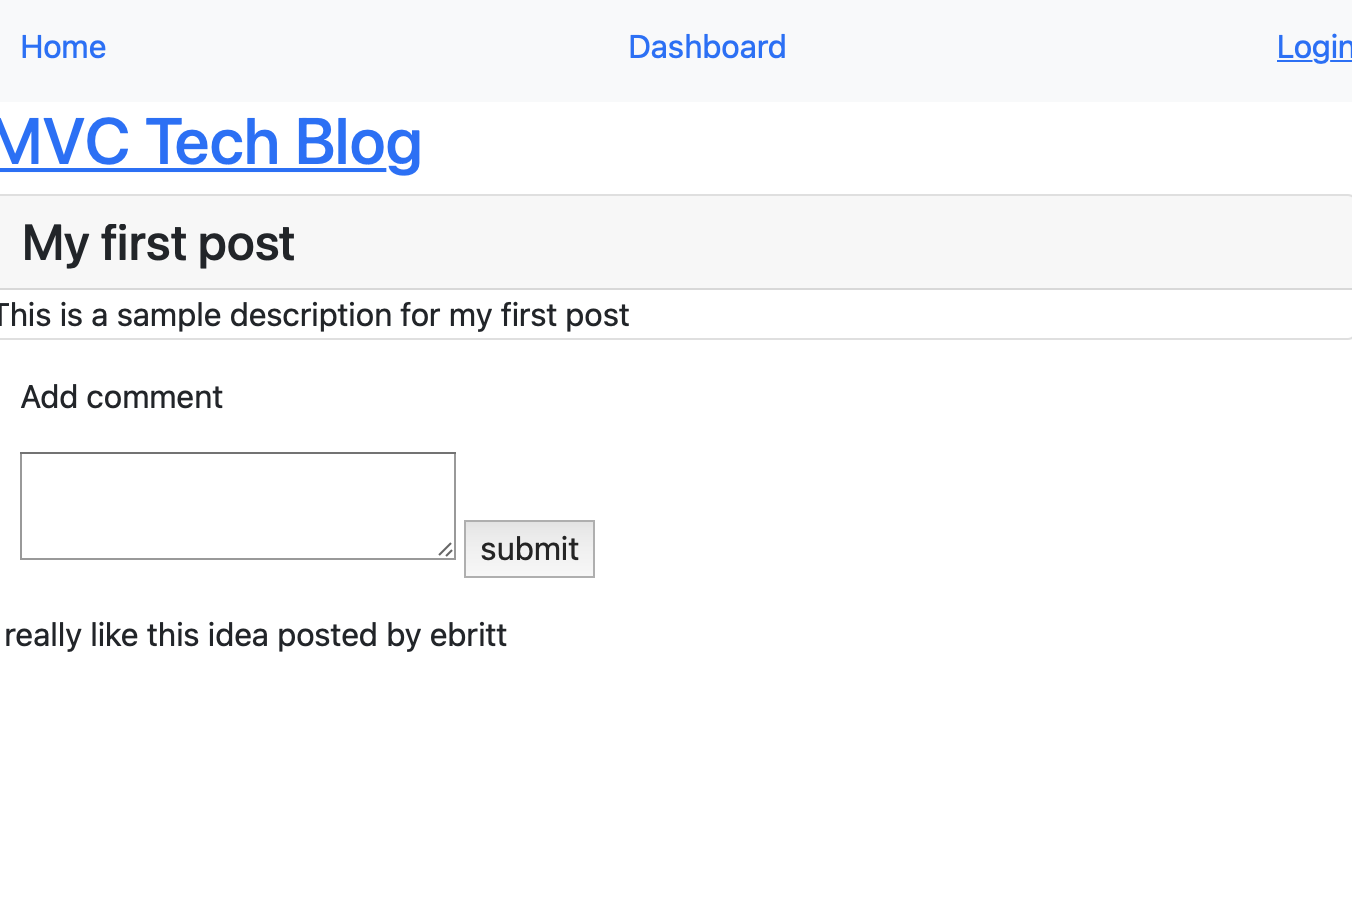 Home Dashboard Login
MVC Tech Blog
My first post
This is a sample description for my first post
Add comment
submit
really like this idea posted by ebritt